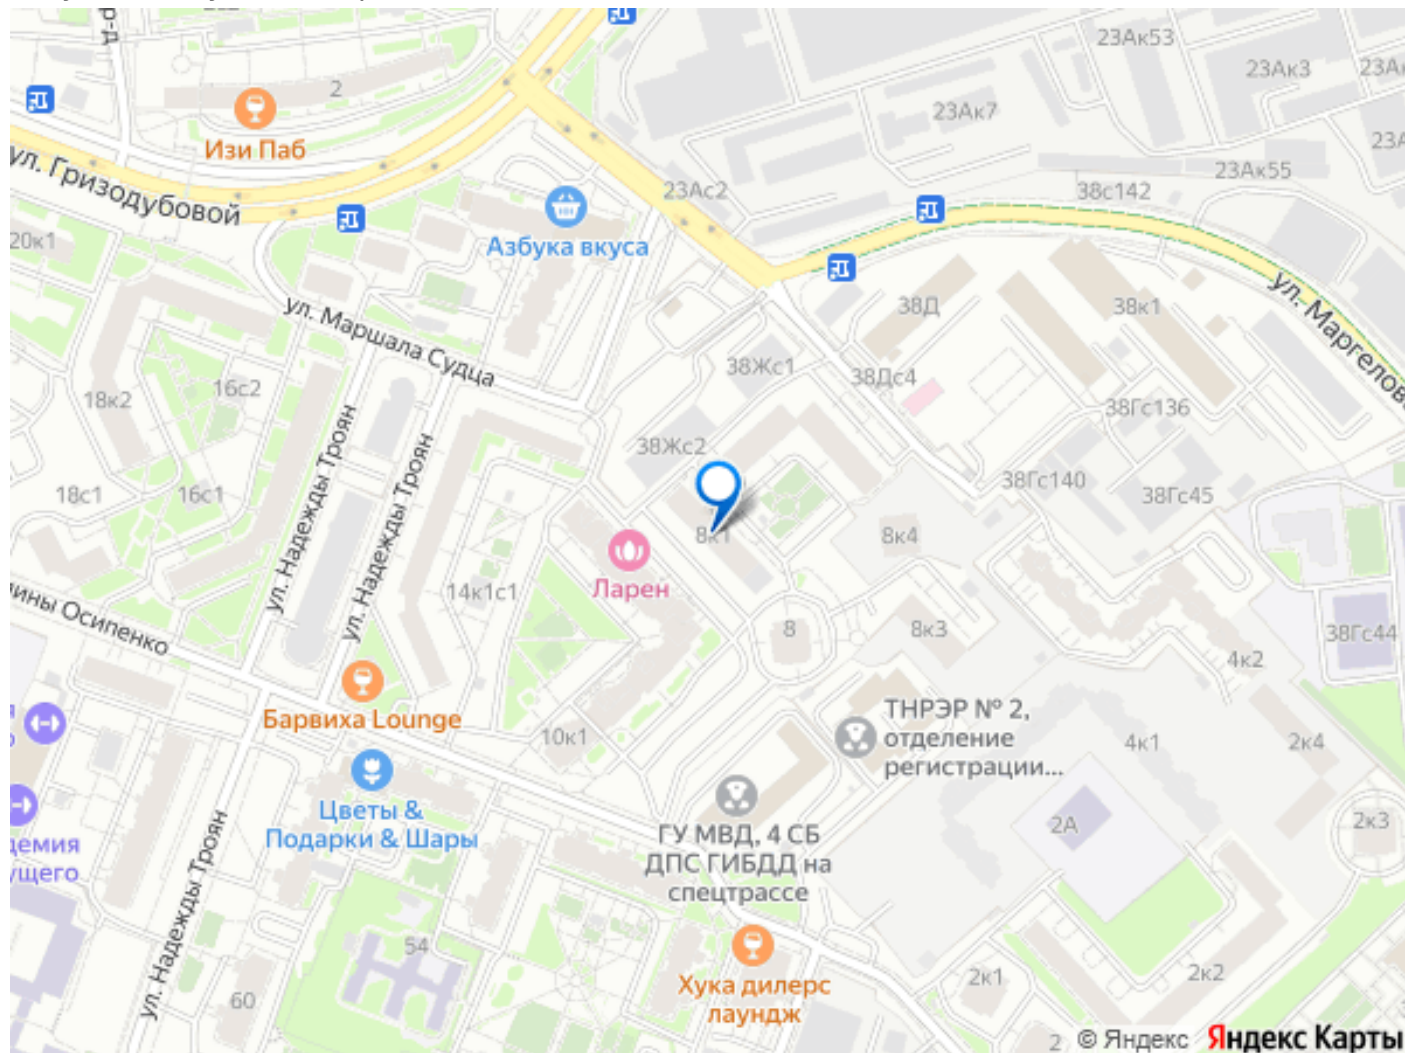 р-д
2
Изи Паб
ул. Гризодубовой
20к1
Азбука вкуса
23Ас2
23Ак7
23Ак53
23Ак3
23Ак55
38с142
ул. Маргелова
ул. Маршала Судца
18к2
16с2
18с1
16с1
ул. Надежды Троян
ул. Надежды Троян
38Жс1
38Жс2
38Д
38Дс4
38к1
38Гс136
38Гс140
38Гс45
38Гс44
8к1
8к4
8
8к3
Ларен
14к1с1
4к2
4к1
2к4
2к3
2А
ины Осипенко
Барвиха Lounge
10к1
ТНРЭР № 2,
отделение
регистрации...
Цветы &
Подарки & Шары
ГУ МВД, 4 СБ
ДПС ГИБДД на
спецтрассе
демия
ущего
ул. Надежды Троян
54
60
Хука дилерс
лаундж
2к1
2к2
2
© Яндекс Яндекс Карты